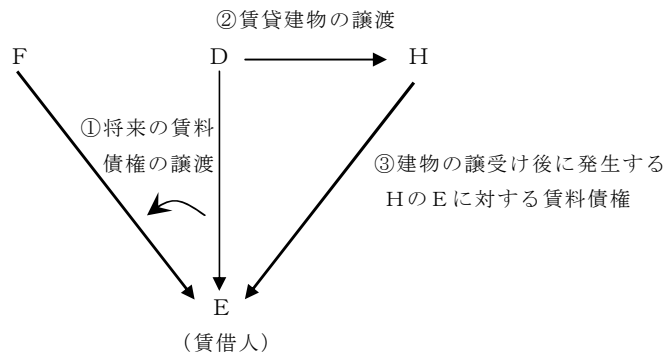 ②賃貸建物の譲渡
F D H
①将来の賃料
債権の譲渡
③建物の譲受け後に発生する
HのEに対する賃料債権
E
(賃借人)